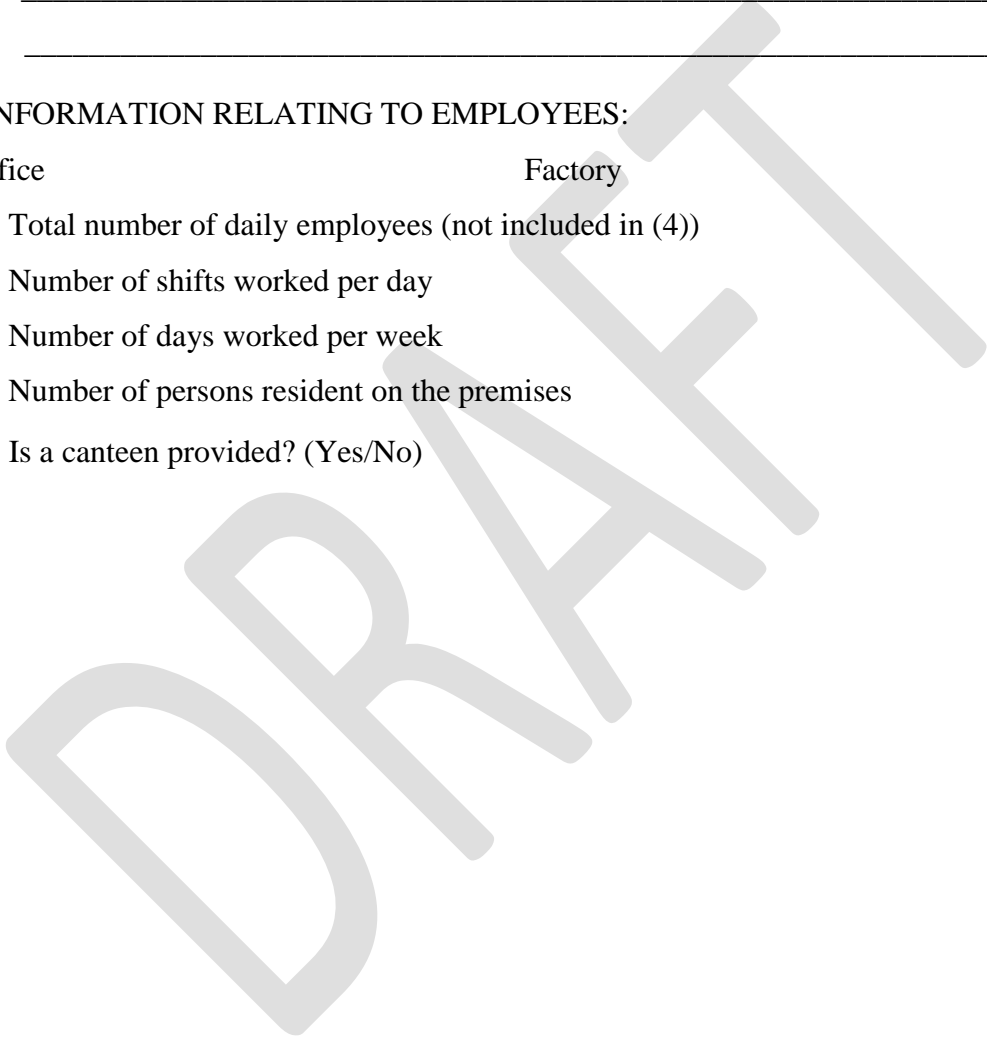 NFORMATION RELATING TO EMPLOYEES:
fice Factory
Total number of daily employees (not included in (4))
Number of shifts worked per day
Number of days worked per week
Number of persons resident on the premises
Is a canteen provided? (Yes/No)
DRAFT